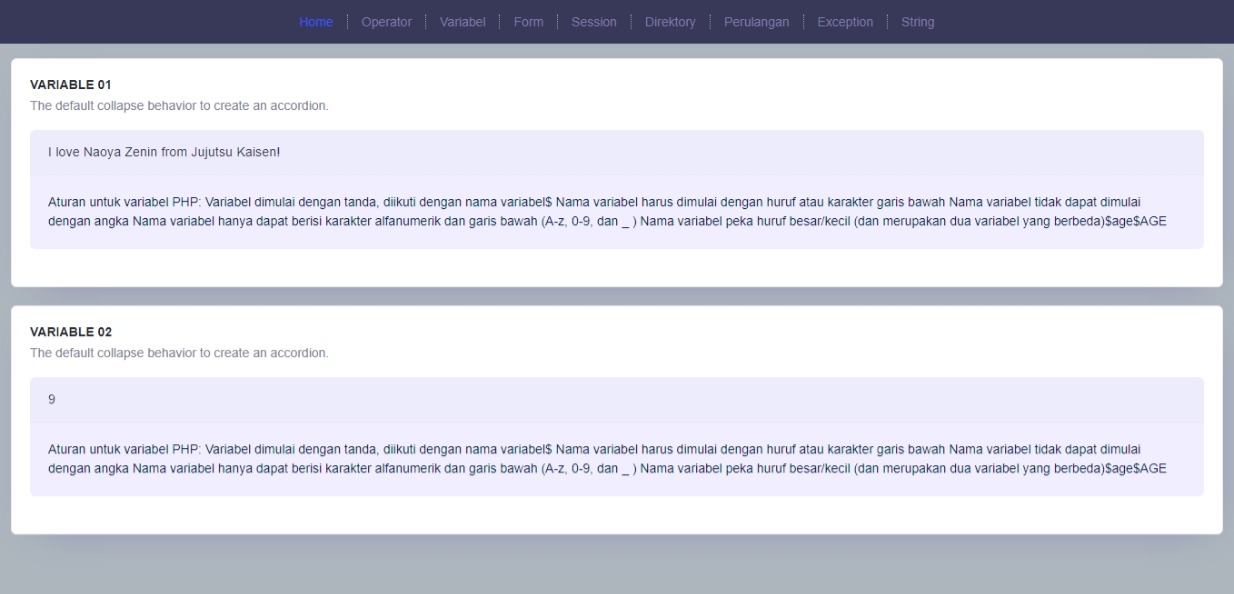 Home Operator Variabel Form Session Direktory Perulangan Exception String
VARIABLE 01
The default collapse behavior to create an accordion.
I love Naoya Zenin from Jujutsu Kaisen!
Aturan untuk variabel PHP: Variabel dimulai dengan tanda, diikuti dengan nama variabel$ Nama variabel harus dimulai dengan huruf atau karakter garis bawah Nama variabel tidak dapat dimulai
dengan angka Nama variabel hanya dapat berisi karakter alfanumerik dan garis bawah (A-z, 0-9, dan _ ) Nama variabel peka huruf besar/kecil (dan merupakan dua variabel yang berbeda)$age$AGE
VARIABLE 02
The default collapse behavior to create an accordion.
9
Aturan untuk variabel PHP: Variabel dimulai dengan tanda, diikuti dengan nama variabel$ Nama variabel harus dimulai dengan huruf atau karakter garis bawah Nama variabel tidak dapat dimulai
dengan angka Nama variabel hanya dapat berisi karakter alfanumerik dan garis bawah (A-z, 0-9, dan _ ) Nama variabel peka huruf besar/kecil (dan merupakan dua variabel yang berbeda)$age$AGE